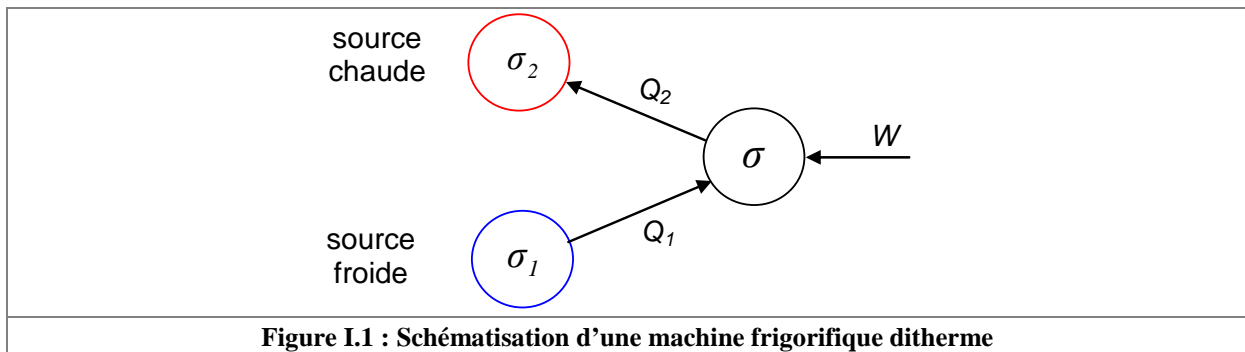 source
chaude
σ2
Q2
W
σ
Q1
source
froide
σ1
Figure I.1 : Schématisation d’une machine frigorifique ditherme